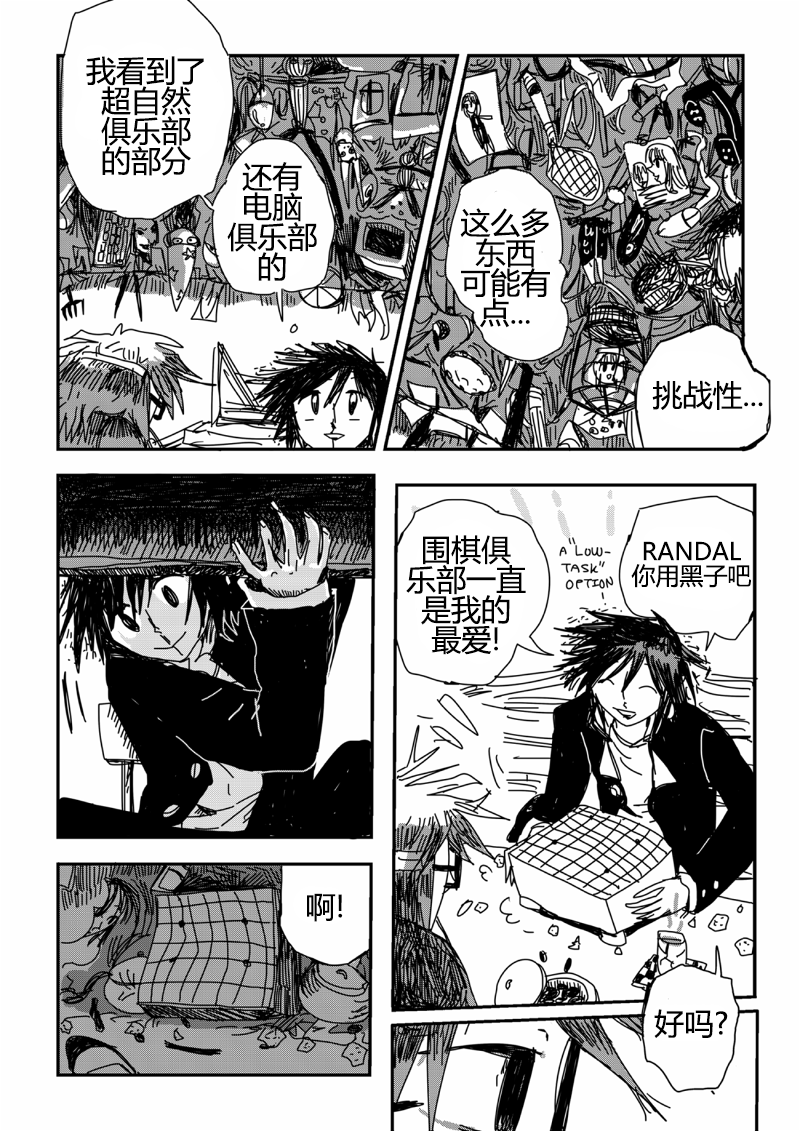 我看到了
超自然
俱乐部
的部分
还有
电脑
俱乐部
的
这么多
东西
可能有
点...
挑战性...
围棋俱
乐部一直
是我的
最爱!
A "LOW-
TASK"
OPTION
RANDAL
你用黑子吧
啊!
好吗?